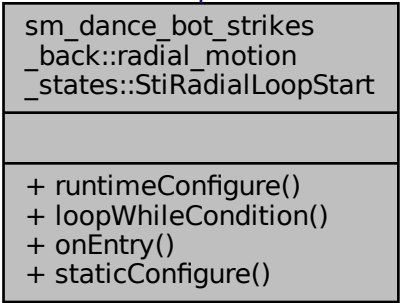 sm_dance_bot_strikes
_back::radial_motion
_states::StiRadialLoopStart
+ runtimeConfigure()
+ loopWhileCondition()
+ onEntry()
+ staticConfigure()